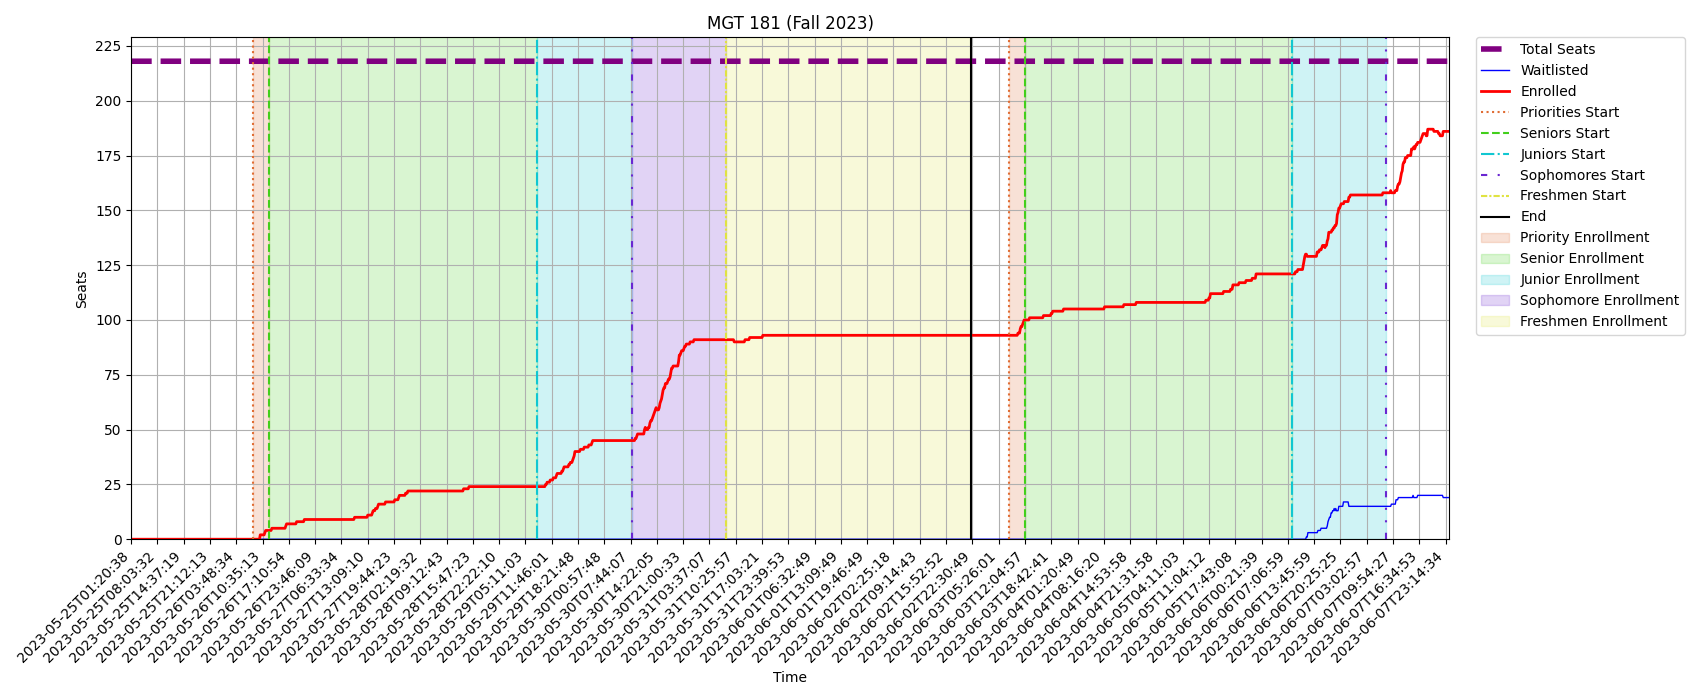 MGT 181 (Fall 2023)
Seats
225
200
175
150
125
100
75
50
25
0
2023-05-25T01:20:38
2023-05-25T08:03:32
2023-05-25T14:37:19
2023-05-25T21:12:13
2023-05-26T03:48:34
2023-05-26T10:35:13
2023-05-26T17:10:54
2023-05-26T23:46:09
2023-05-27T06:33:34
2023-05-27T13:09:10
2023-05-27T19:44:23
2023-05-28T02:19:32
2023-05-28T09:12:43
2023-05-28T15:47:23
2023-05-28T22:22:10
2023-05-29T05:11:03
2023-05-29T11:46:01
2023-05-29T18:21:48
2023-05-30T00:57:48
2023-05-30T07:44:07
2023-05-30T14:22:05
2023-05-30T21:00:33
2023-05-31T03:37:07
2023-05-31T10:25:57
2023-05-31T17:03:21
2023-05-31T23:39:53
2023-06-01T06:32:49
2023-06-01T13:09:49
2023-06-01T19:46:49
2023-06-02T02:25:18
2023-06-02T09:14:43
2023-06-02T15:52:52
2023-06-02T22:30:49
2023-06-03T05:26:01
2023-06-03T12:04:57
2023-06-03T18:42:41
2023-06-04T01:20:49
2023-06-04T08:16:20
2023-06-04T14:53:58
2023-06-04T21:31:58
2023-06-05T04:11:03
2023-06-05T11:04:12
2023-06-05T17:43:08
2023-06-06T00:21:39
2023-06-06T07:06:59
2023-06-06T13:45:59
2023-06-06T20:25:25
2023-06-07T03:02:57
2023-06-07T09:54:27
2023-06-07T16:34:53
2023-06-07T23:14:34
Time
Total Seats
Waitlisted
Enrolled
Priorities Start
Seniors Start
Juniors Start
Sophomores Start
Freshmen Start
End
Priority Enrollment
Senior Enrollment
Junior Enrollment
Sophomore Enrollment
Freshmen Enrollment